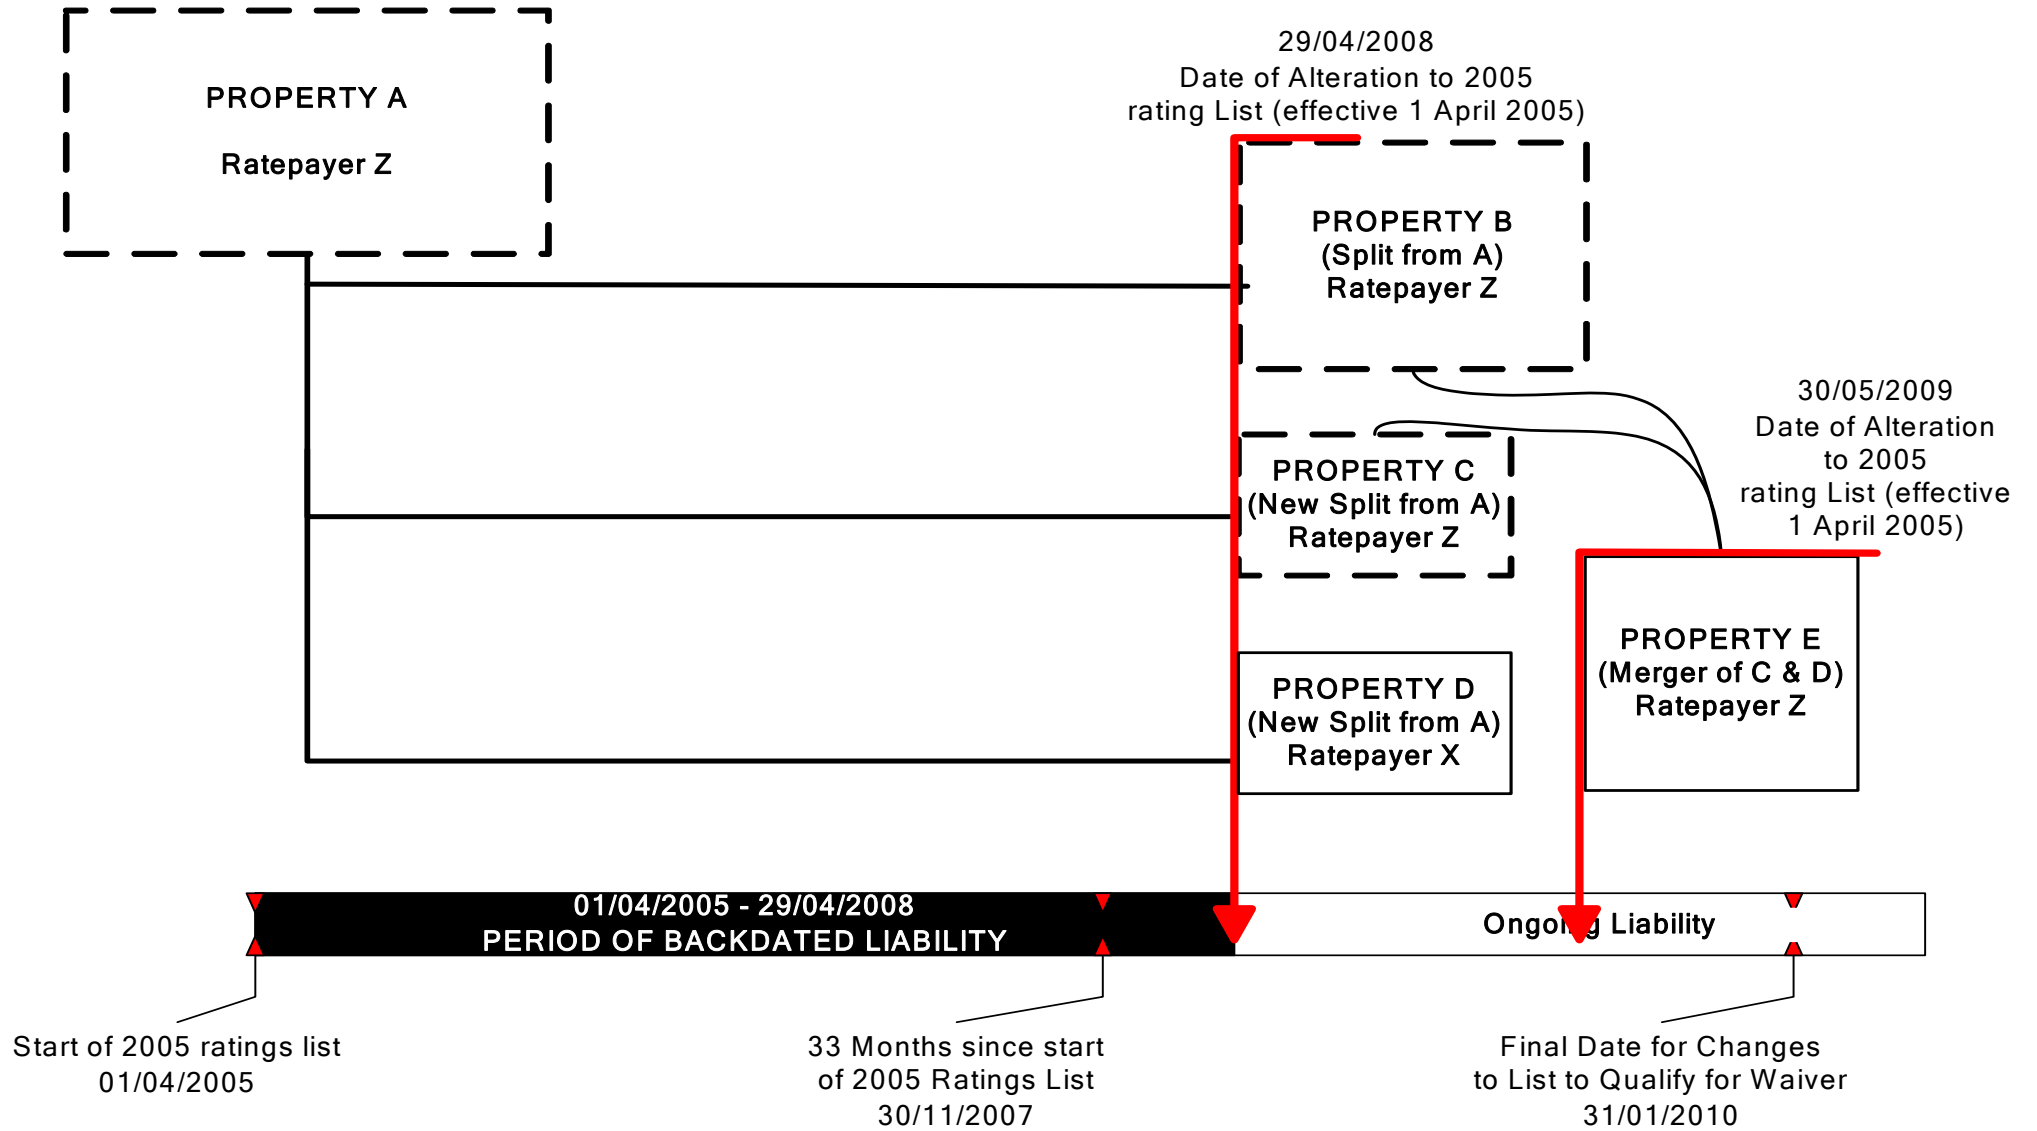 PROPERTY A
Ratepayer Z
29/04/2008
Date of Alteration to 2005
rating List (effective 1 April 2005)
PROPERTY B
(Split from A)
Ratepayer Z
30/05/2009
Date of Alteration
to 2005
rating List (effective
1 April 2005)
PROPERTY C
(New Split from A)
Ratepayer Z
PROPERTY D
(New Split from A)
Ratepayer X
PROPERTY E
(Merger of C & D)
Ratepayer Z
01/04/2005 - 29/04/2008
PERIOD OF BACKDATED LIABILITY
Ongoing Liability
Start of 2005 ratings list
01/04/2005
33 Months since start
of 2005 Ratings List
30/11/2007
Final Date for Changes
to List to Qualify for Waiver
31/01/2010